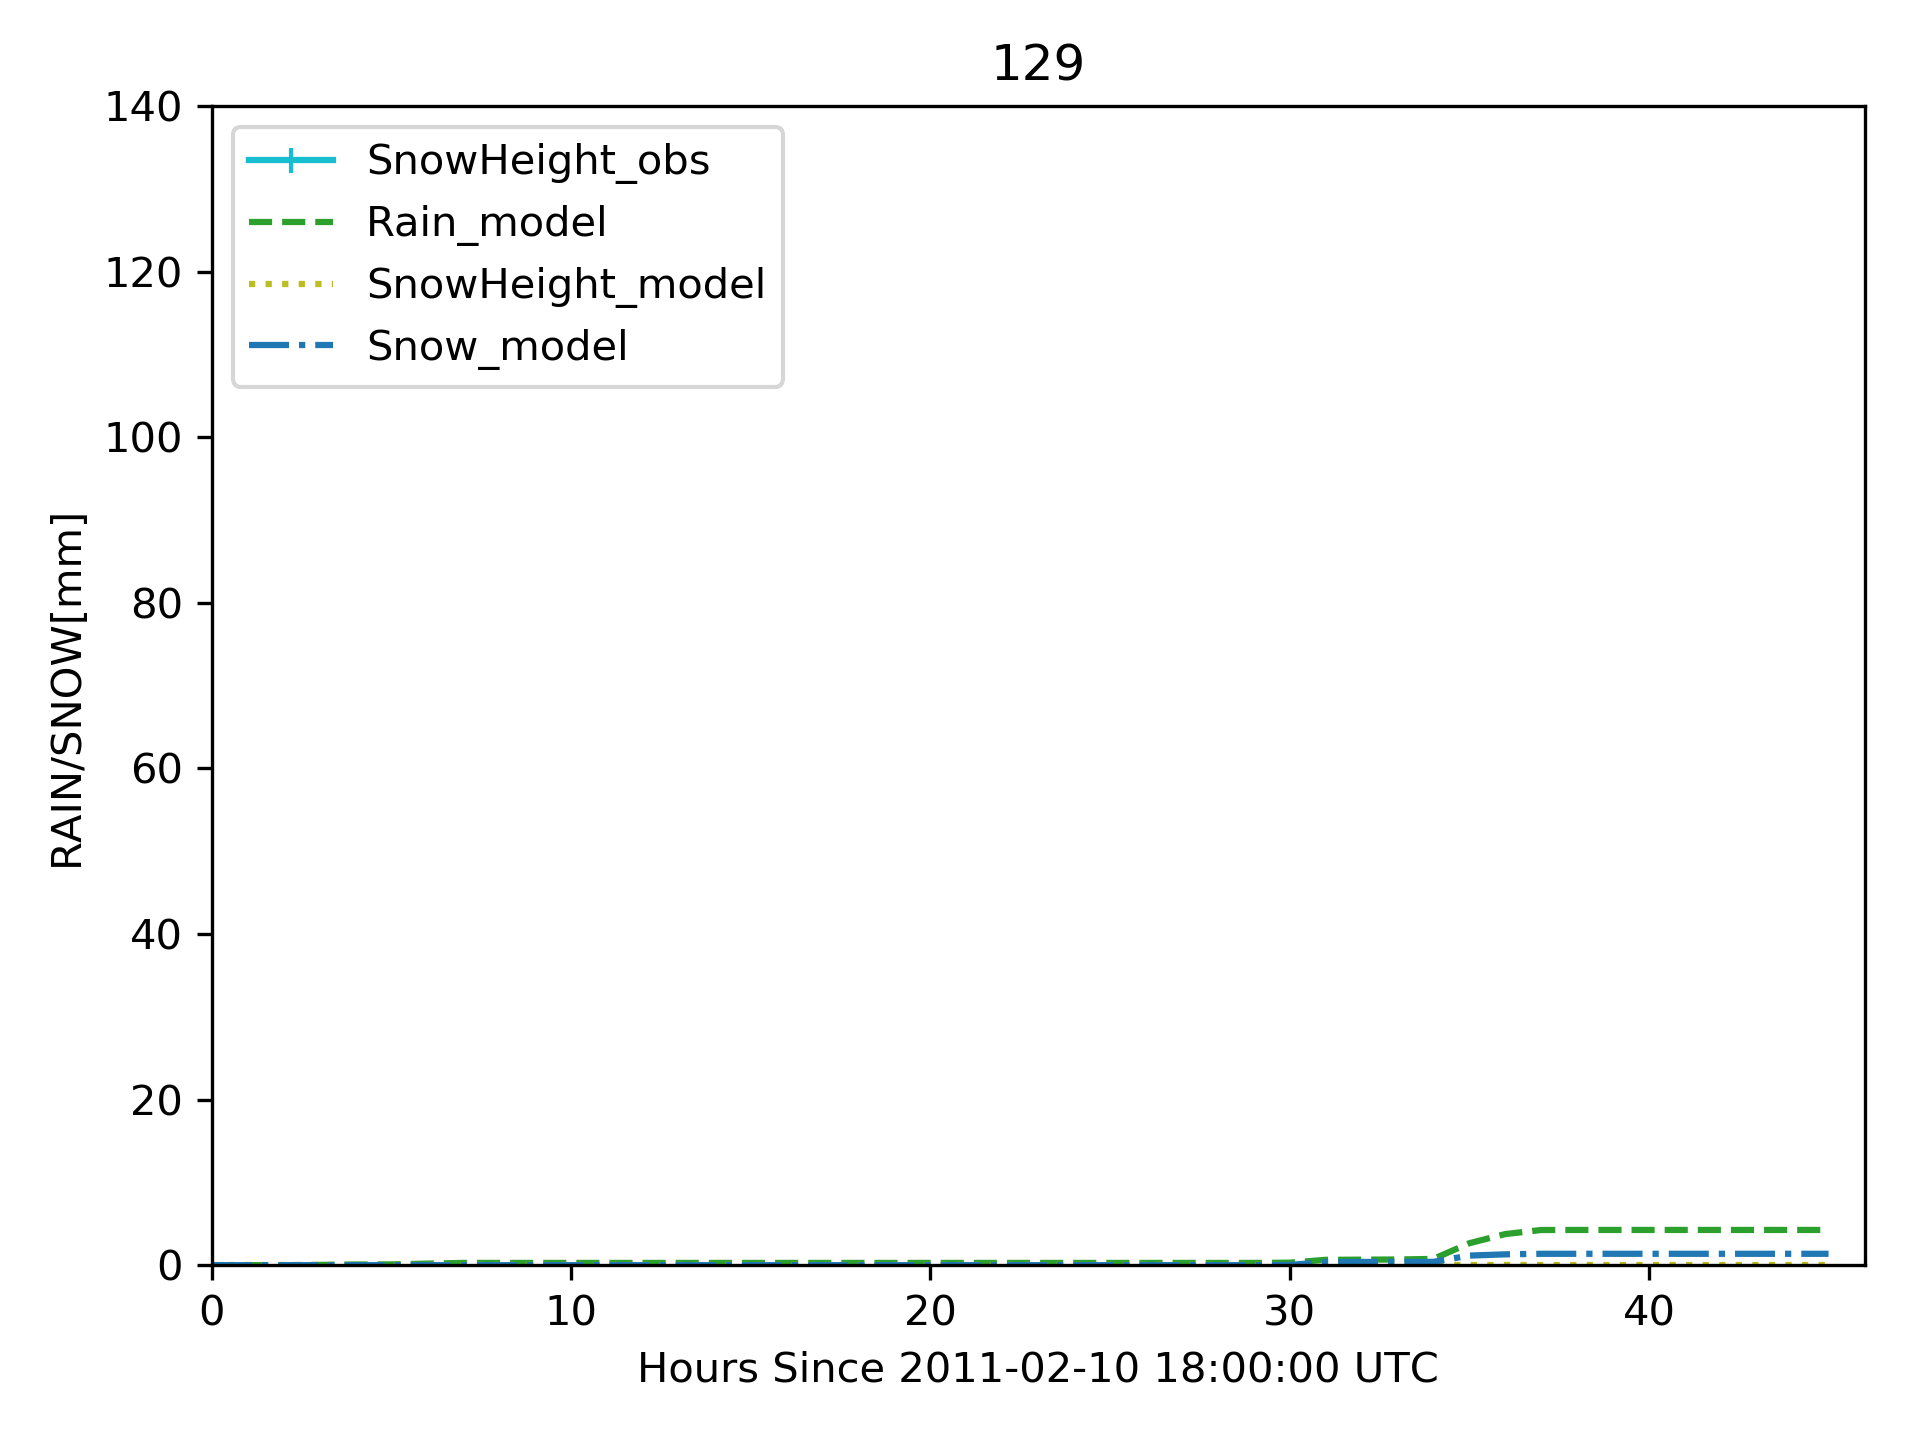 129
140
120
100
80
60
40
20
0
RAIN/SNOW[mm]
SnowHeight_obs
Rain_model
SnowHeight_model
Snow_model
0 10 20 30 40
Hours Since 2011-02-10 18:00:00 UTC